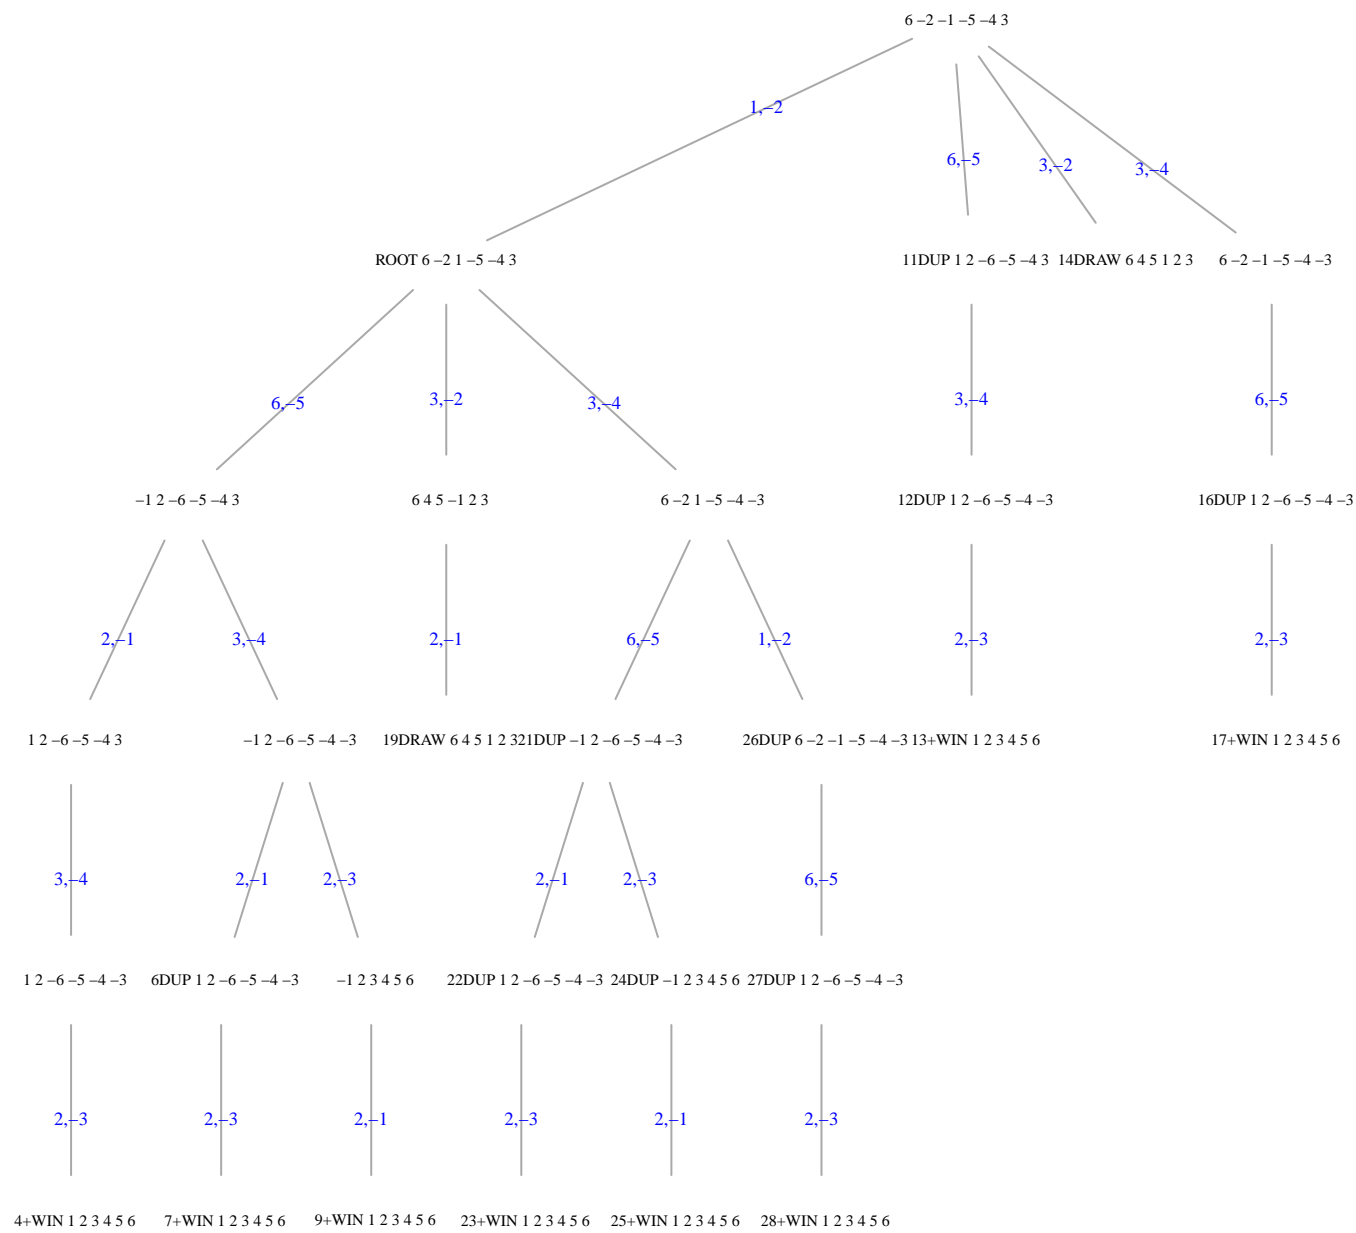 6 –2 –1 –5 –4 3
1,–2
6,–5
3,–2
3,–4
ROOT 6 –2 1 –5 –4 3
11DUP 1 2 –6 –5 –4 3
14DRAW 6 4 5 1 2 3
6 –2 –1 –5 –4 –3
6,–5
3,–2
3,–4
3,–4
6,–5
–1 2 –6 –5 –4 3
6 4 5 –1 2 3
6 –2 1 –5 –4 –3
12DUP 1 2 –6 –5 –4 –3
16DUP 1 2 –6 –5 –4 –3
2,–1
3,–4
2,–1
6,–5
1,–2
2,–3
2,–3
1 2 –6 –5 –4 3
–1 2 –6 –5 –4 –3
19DRAW 6 4 5 1 2 3
21DUP –1 2 –6 –5 –4 –3
26DUP 6 –2 –1 –5 –4 –3
13+WIN 1 2 3 4 5 6
17+WIN 1 2 3 4 5 6
3,–4
2,–1
2,–3
2,–1
2,–3
6,–5
1 2 –6 –5 –4 –3
6DUP 1 2 –6 –5 –4 –3
–1 2 3 4 5 6
22DUP 1 2 –6 –5 –4 –3
24DUP –1 2 3 4 5 6
27DUP 1 2 –6 –5 –4 –3
2,–3
2,–3
2,–1
2,–3
2,–1
2,–3
4+WIN 1 2 3 4 5 6
7+WIN 1 2 3 4 5 6
9+WIN 1 2 3 4 5 6
23+WIN 1 2 3 4 5 6
25+WIN 1 2 3 4 5 6
28+WIN 1 2 3 4 5 6